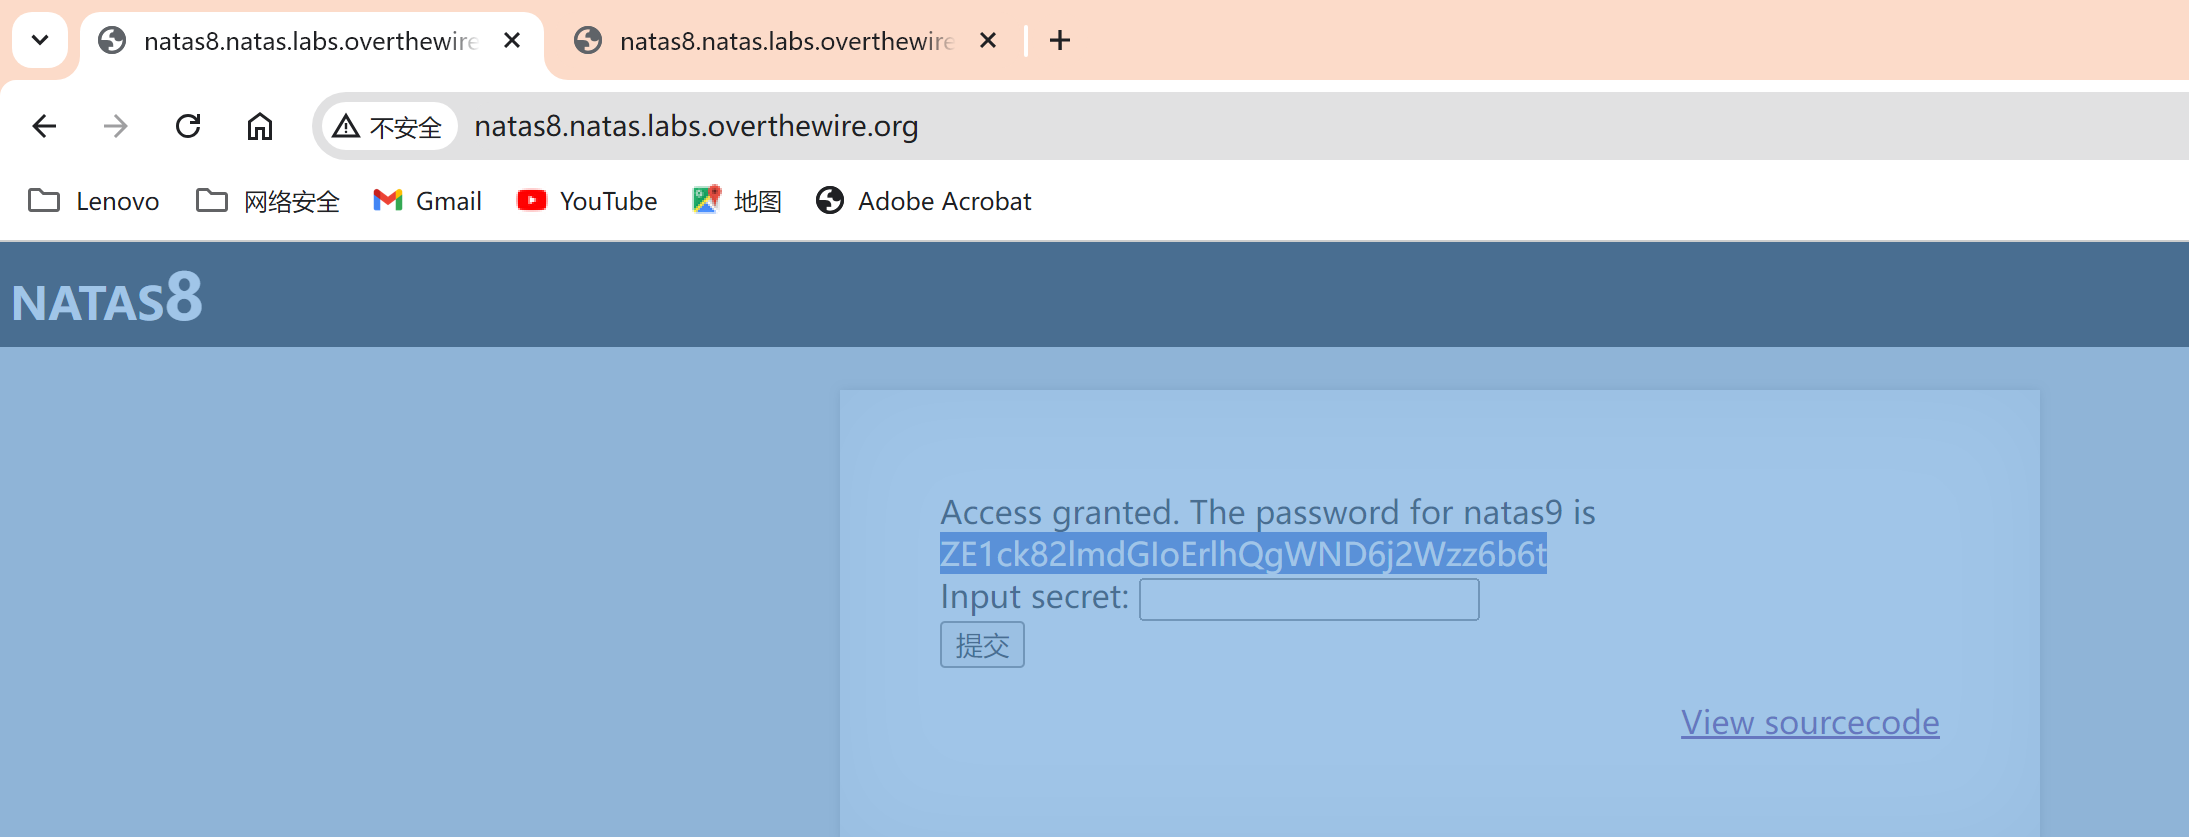 natas8.natas.labs.overthewire natas8.natas.labs.overthewire
不安全 natas8.natas.labs.overthewire.org
Lenovo 网络安全 Gmail YouTube 地图 Adobe Acrobat
NATAS8
Access granted. The password for natas9 is
ZE1ck82lmdGIoErlhQgWND6j2Wzz6b6t
Input secret:
提交
View sourcecode